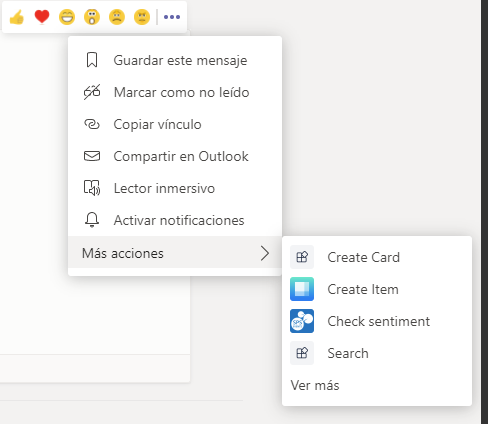 Guardar este mensaje
Marcar como no leído
Copiar vínculo
Compartir en Outlook
Lector inmersivo
Activar notificaciones
Más acciones
Create Card
Create Item
Check sentiment
Search
Ver más